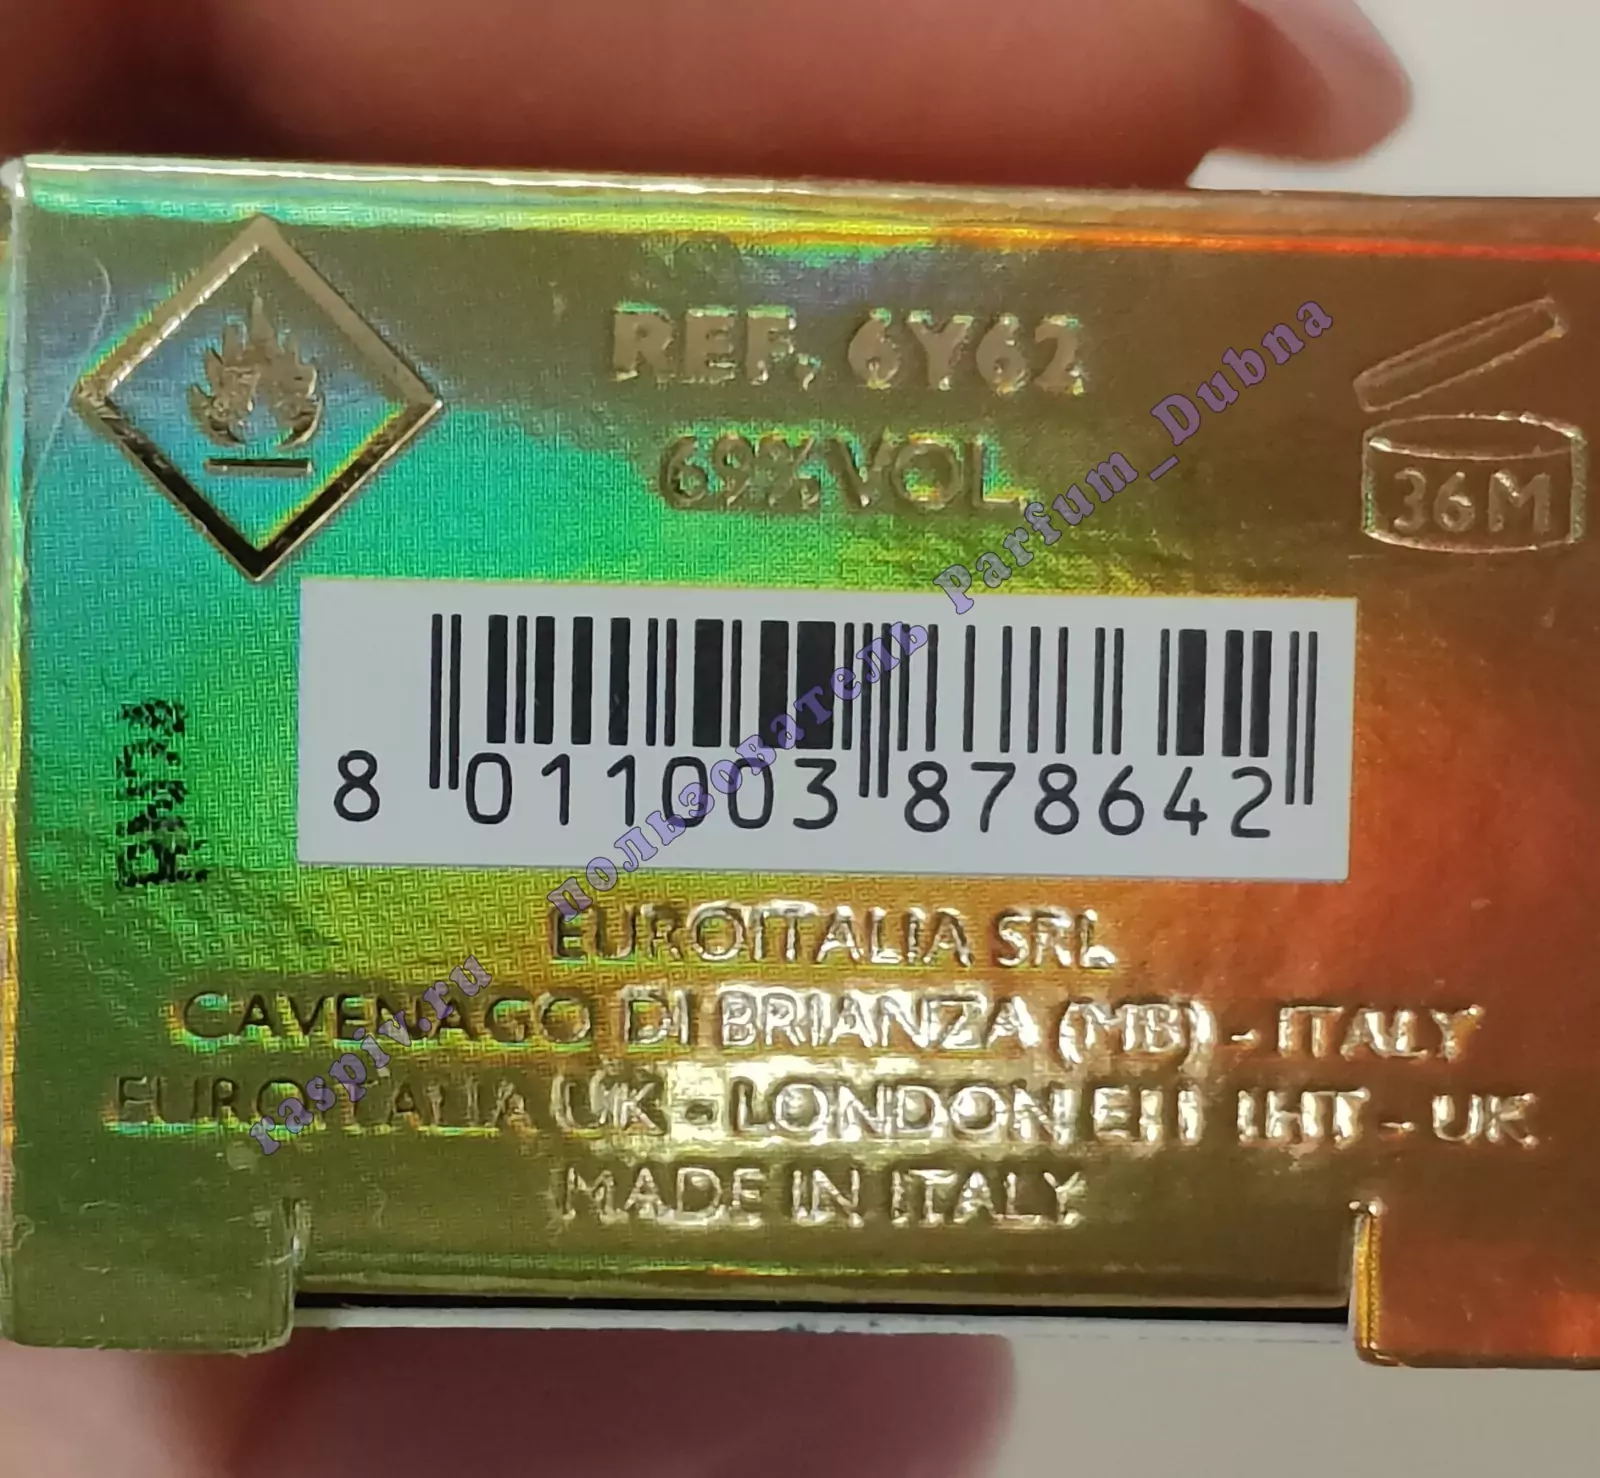 REF. 6Y62
69% VOL.
36M
8 011003 878642
EUROITALIA SRL
CAVENAGO DI BRIANZA (MB) - ITALY
EUROITALIA UK - LONDON E1 1HT - UK
MADE IN ITALY
raspiv.ru пользователь Parfum_Dubna